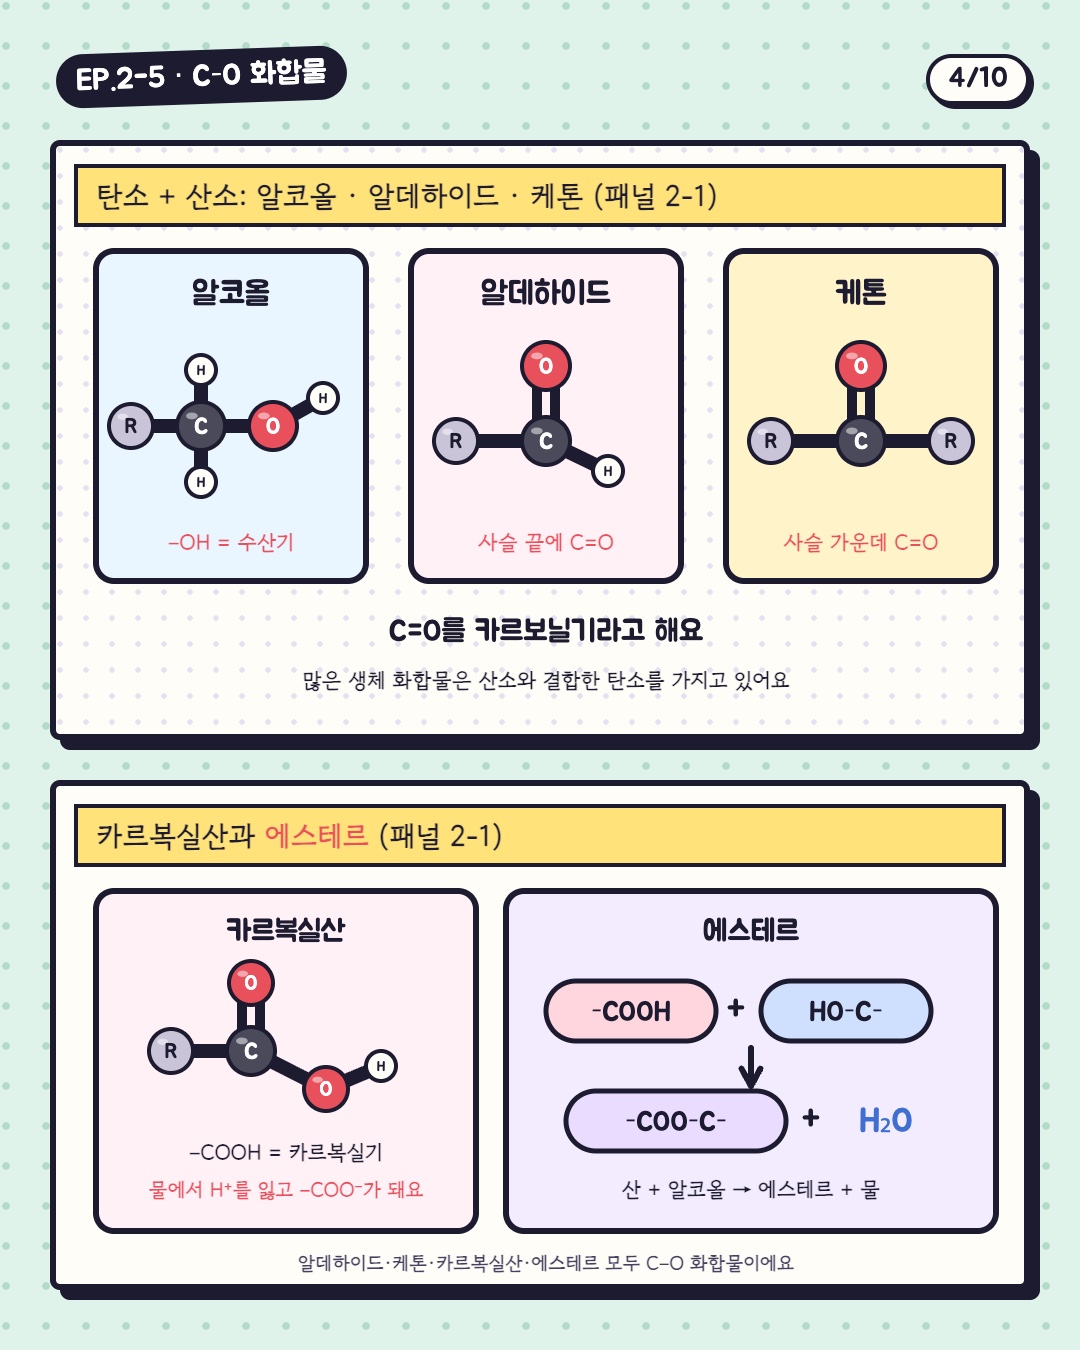 EP.2-5 · C-O 화합물
4/10
탄소 + 산소: 알코올 · 알데하이드 · 케톤 (패널 2-1)
알코올
H
H
R
C
O
H
–OH = 수산기
알데하이드
O
R
C
H
사슬 끝에 C=O
케톤
O
R
C
R
사슬 가운데 C=O
C=O를 카르보닐기라고 해요
많은 생체 화합물은 산소와 결합한 탄소를 가지고 있어요
카르복실산과 에스테르 (패널 2-1)
카르복실산
O
R
C
H
O
–COOH = 카르복실기
물에서 H⁺를 잃고 –COO⁻가 돼요
에스테르
-COOH + HO-C-
-COO-C- + H₂O
산 + 알코올 → 에스테르 + 물
알데하이드·케톤·카르복실산·에스테르 모두 C–O 화합물이에요